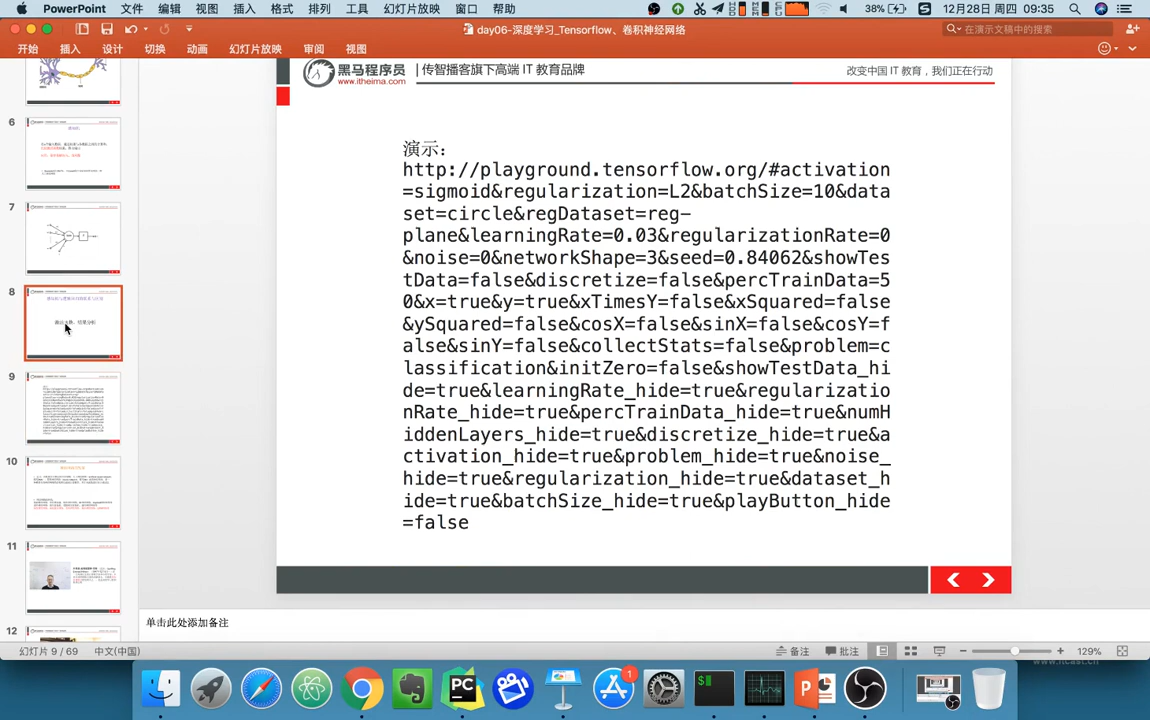 PowerPoint 文件 编辑 视图 插入 格式 排列 工具 幻灯片放映 窗口 帮助 38% 12月28日 周四 09:35
day06-深度学习_Tensorflow、卷积神经网络
在演示文稿中搜索
开始 插入 设计 切换 动画 幻灯片放映 审阅 视图
黑马程序员
www.itheima.com
传智播客旗下高端 IT 教育品牌
改变中国 IT 教育，我们正在行动
演示：
http://playground.tensorflow.org/#activation
=sigmoid&regularization=L2&batchSize=10&data
set=circle&regDataset=reg-
plane&learningRate=0.03&regularizationRate=0
&noise=0&networkShape=3&seed=0.84062&showTes
tData=false&discretize=false&percTrainData=5
0&x=true&y=true&xTimesY=false&xSquared=false
&ySquared=false&cosX=false&sinX=false&cosY=f
alse&sinY=false&collectStats=false&problem=c
lassification&initZero=false&showTestData_hi
de=true&learningRate_hide=true&regularizatio
nRate_hide=true&percTrainData_hide=true&numH
iddenLayers_hide=true&discretize_hide=true&a
ctivation_hide=true&problem_hide=true&noise_
hide=true&regularization_hide=true&dataset_h
ide=true&batchSize_hide=true&playButton_hide
=false
6
7
8
9
10
11
12
单击此处添加备注
幻灯片 9 / 69 中文(中国) 备注 批注 129%
www.itcast.cn
1
PC